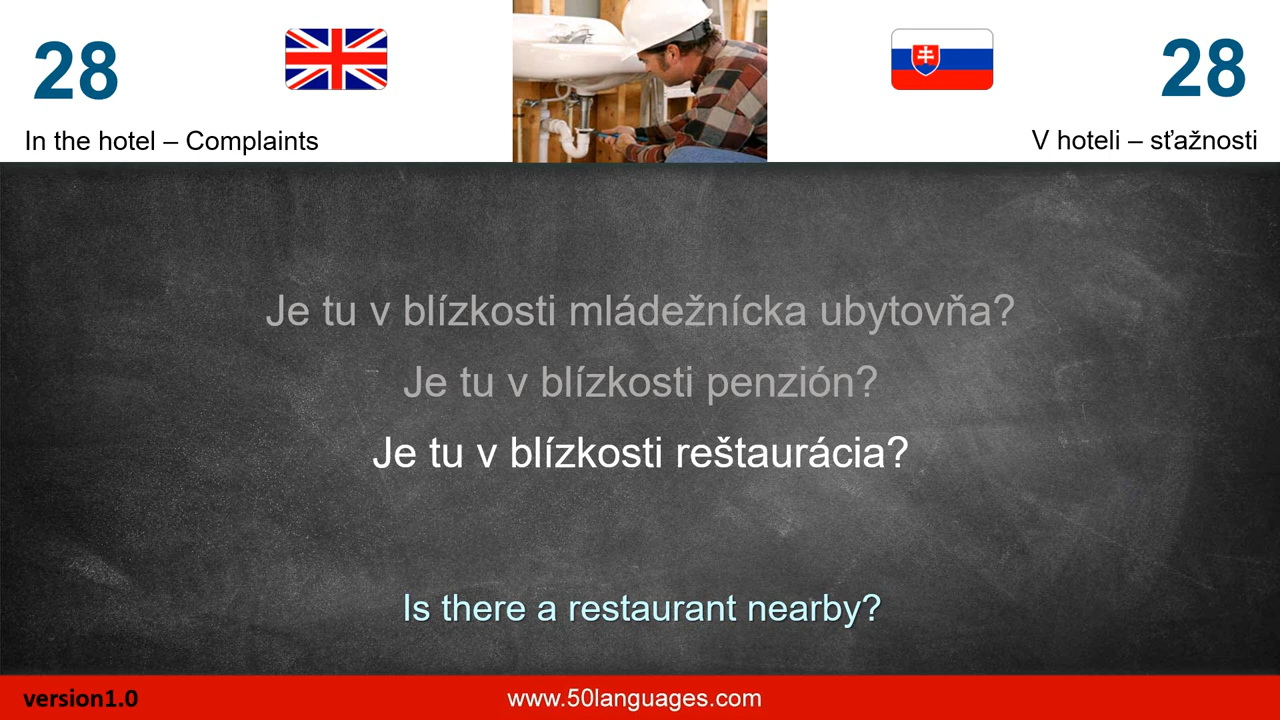 28
28
In the hotel – Complaints
V hoteli – sťažnosti
Je tu v blízkosti mládežnícka ubytovňa?
Je tu v blízkosti penzión?
Je tu v blízkosti reštaurácia?
Is there a restaurant nearby?
version1.0
www.50languages.com